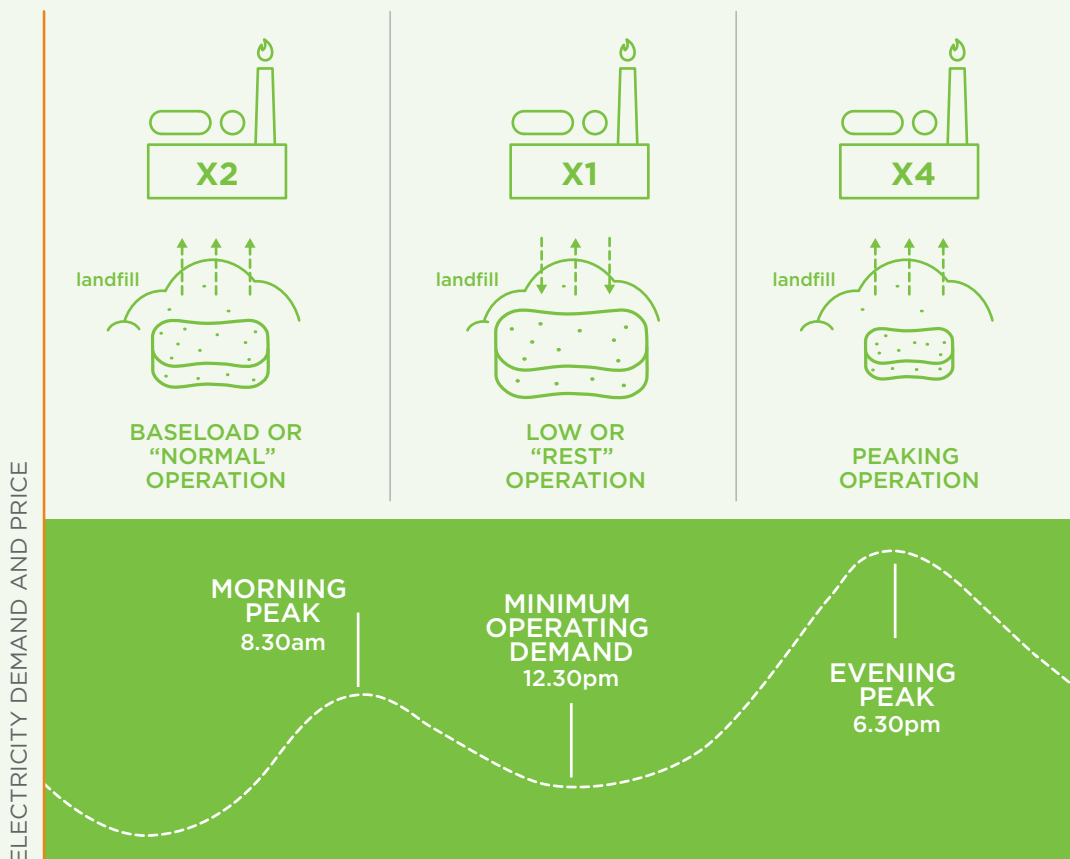 X2
landfill
BASELOAD OR
“NORMAL”
OPERATION
X1
landfill
LOW OR
“REST”
OPERATION
X4
landfill
PEAKING
OPERATION
ELECTRICITY DEMAND AND PRICE
MORNING
PEAK
8.30am
MINIMUM
OPERATING
DEMAND
12.30pm
EVENING
PEAK
6.30pm